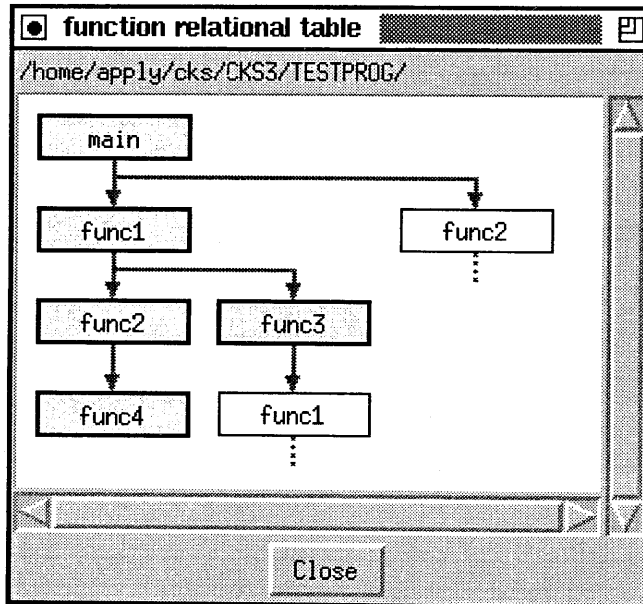 function relational table
/home/apply/cks/CKS3/TESTPROG/
main
func1 func2
func2 func3
func4 func1
Close